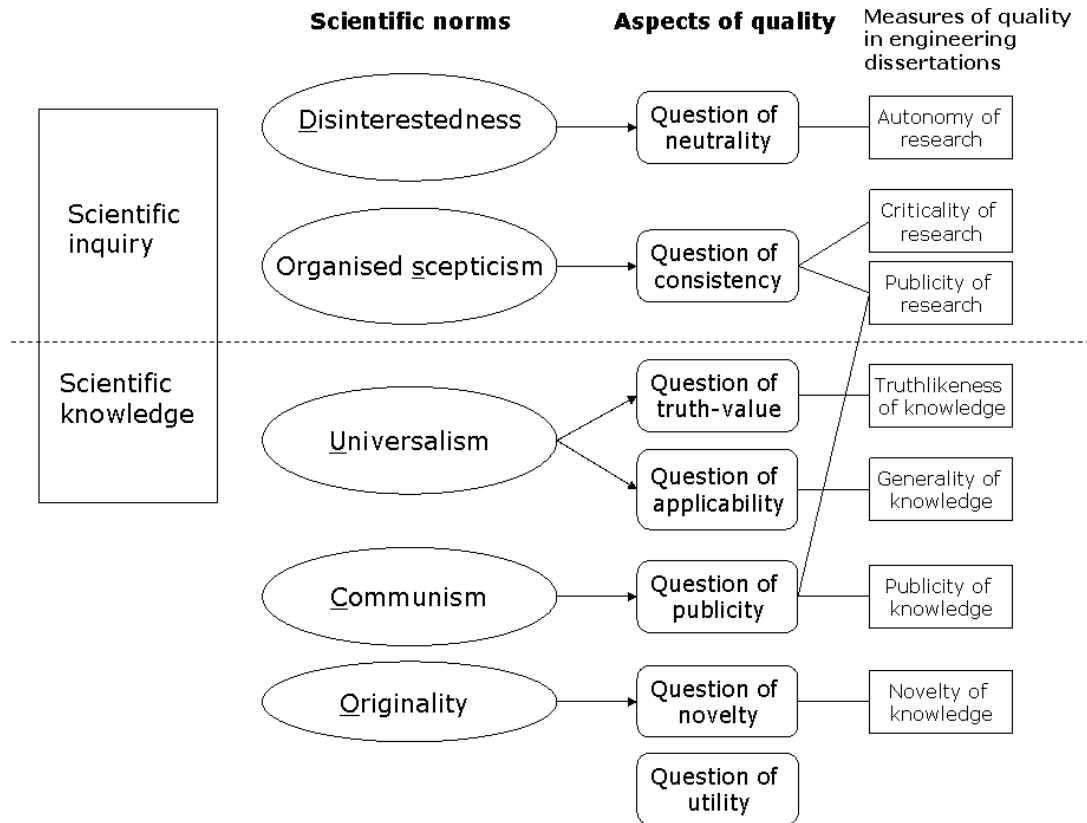 Scientific norms
Aspects of quality
Measures of quality
in engineering
dissertations
Scientific
inquiry
Scientific
knowledge
Disinterestedness
Question of
neutrality
Autonomy of
research
Organised scepticism
Question of
consistency
Criticality of
research
Publicity of
research
Universalism
Question of
truth-value
Truthlikeness
of knowledge
Question of
applicability
Generality of
knowledge
Communism
Question of
publicity
Publicity of
knowledge
Originality
Question of
novelty
Novelty of
knowledge
Question of
utility